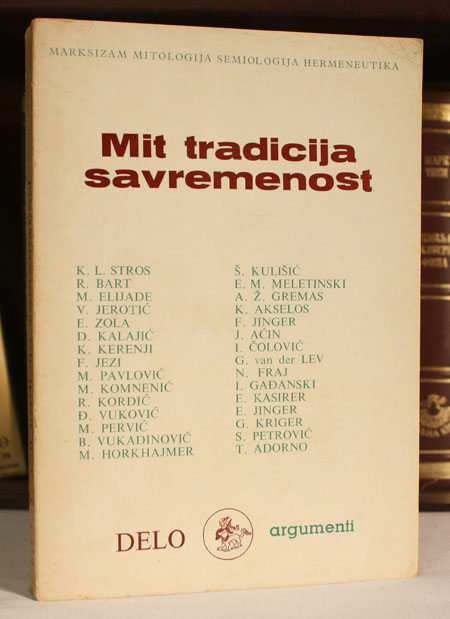 MARKSIZAM MITOLOGIJA SEMIOLOGIJA HERMENEUTIKA
Mit tradicija
savremenost
K. L. STROS
R. BART
M. ELIJADE
V. JEROTIĆ
E. ZOLA
D. KALAJIĆ
K. KERENJI
F. JEZI
M. PAVLOVIĆ
M. KOMNENIĆ
R. KORDIĆ
Đ. VUKOVIĆ
M. PERVIĆ
B. VUKADINOVIĆ
M. HORKHAJMER
Š. KULIŠIĆ
E. M. MELETINSKI
A. Ž. GREMAS
K. AKSELOS
F. JINGER
J. AĆIN
I. ČOLOVIĆ
G. van der LEV
N. FRAJ
I. GAĐANSKI
E. KASIRER
E. JINGER
G. KRIGER
S. PETROVIĆ
T. ADORNO
DELO
argumenti
МАРК
ТВЕН